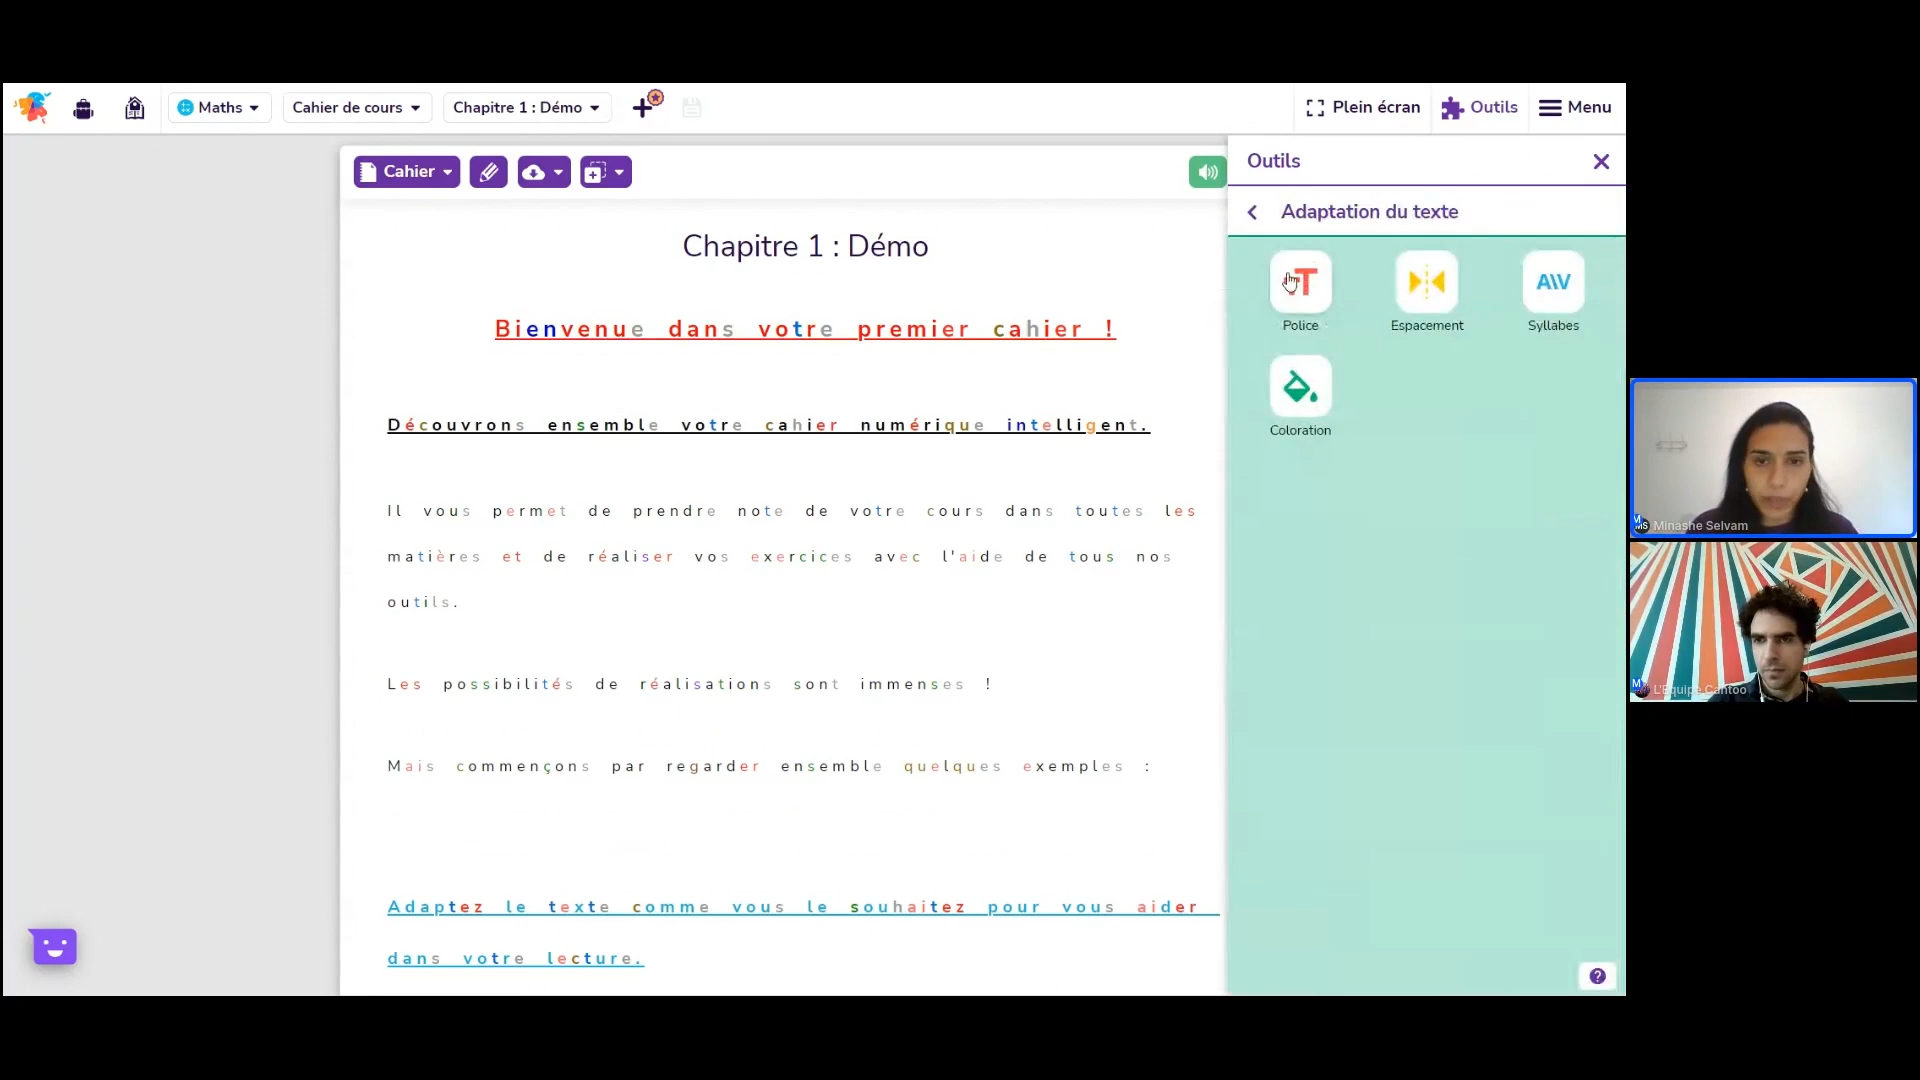 Maths
Cahier de cours
Chapitre 1 : Démo
Plein écran
Outils
Menu
Cahier
Outils
Adaptation du texte
Chapitre 1 : Démo
Police
Espacement
Syllabes
Bienvenue dans votre premier cahier !
Coloration
Découvrons ensemble votre cahier numérique intelligent.
Il vous permet de prendre note de votre cours dans toutes les
matières et de réaliser vos exercices avec l'aide de tous nos
outils.
Les possibilités de réalisations sont immenses !
Mais commençons par regarder ensemble quelques exemples :
Adaptez le texte comme vous le souhaitez pour vous aider
dans votre lecture.
Minashe Selvam
L'Equipe Cantoo